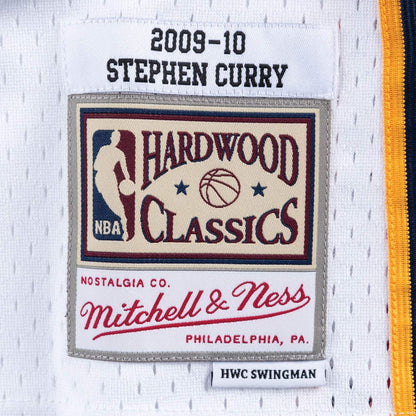 2009-10
STEPHEN CURRY
HARDWOOD
NBA
CLASSICS
NOSTALGIA CO.
Mitchell & Ness
PHILADELPHIA, PA.
HWC SWINGMAN